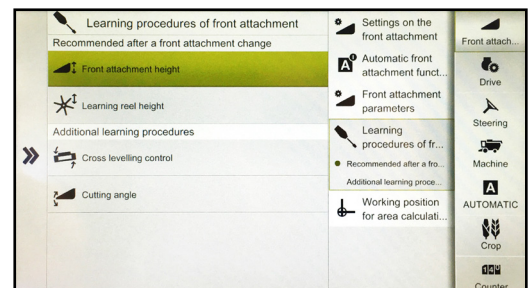 Learning procedures of front attachment
Recommended after a front attachment change
Front attachment height
Learning reel height
Additional learning procedures
Cross levelling control
Cutting angle
Settings on the
front attachment
Automatic front
attachment funct...
Front attachment
parameters
Learning
procedures of fr...
Recommended after a fro...
Additional learning proce...
Working position
for area calculati...
Front attach...
Drive
Steering
Machine
A
AUTOMATIC
Crop
Counter